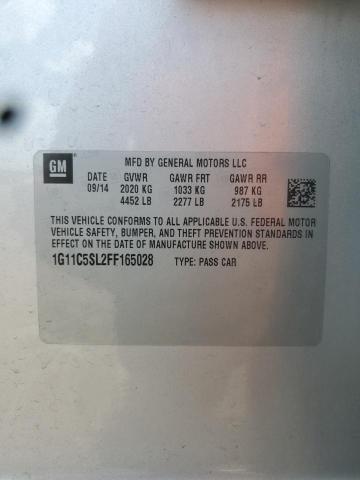 GM MFD BY GENERAL MOTORS LLC
DATE GVWR GAWR FRT GAWR RR
09/14 2020 KG 1033 KG 987 KG
4452 LB 2277 LB 2175 LB
THIS VEHICLE CONFORMS TO ALL APPLICABLE U.S. FEDERAL MOTOR
VEHICLE SAFETY, BUMPER, AND THEFT PREVENTION STANDARDS IN
EFFECT ON THE DATE OF MANUFACTURE SHOWN ABOVE.
1G11C5SL2FF165028 TYPE: PASS CAR